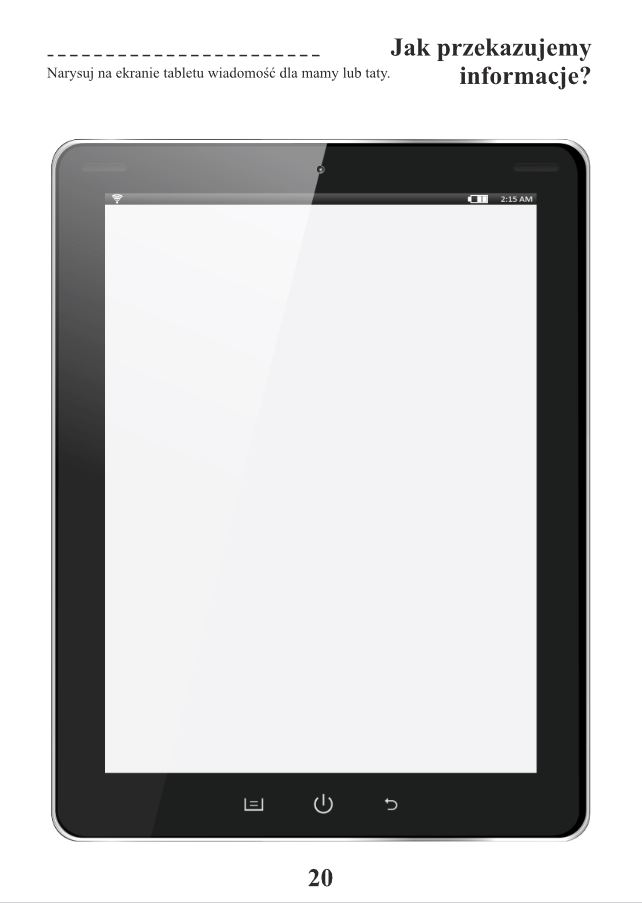 Jak przekazujemy
informacje?
Narysuj na ekranie tabletu wiadomość dla mamy lub taty.
2:15 AM
20